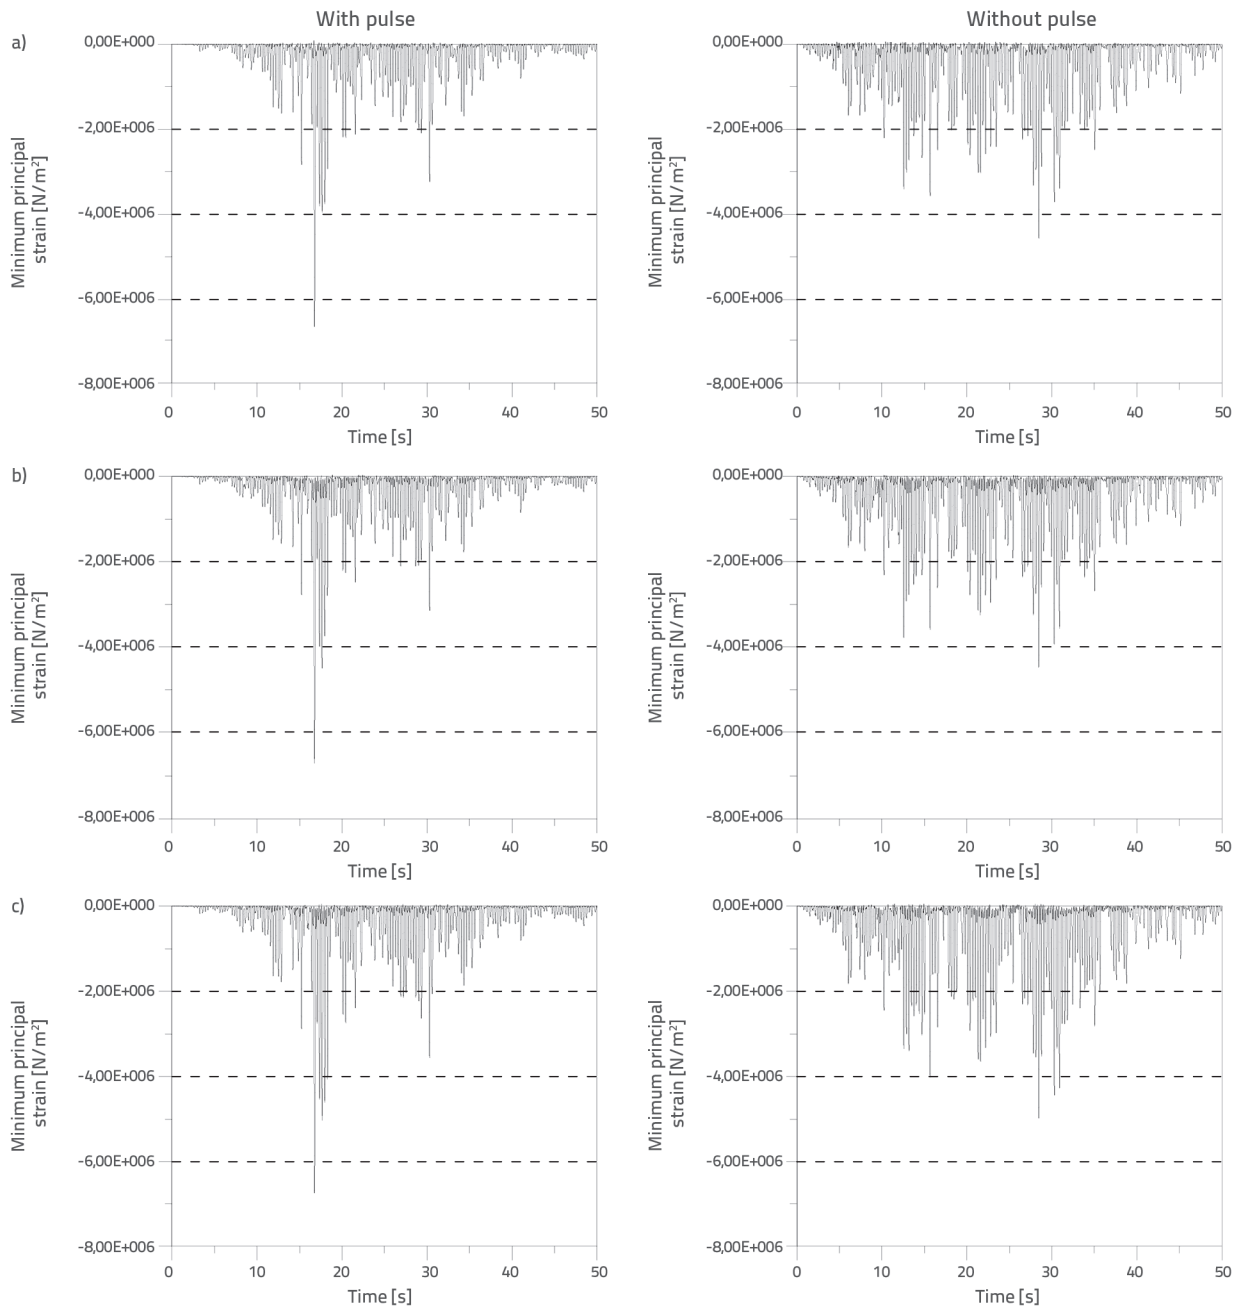 With pulse Without pulse
a)
0,00E+000
-2,00E+006
-4,00E+006
-6,00E+006
-8,00E+006
Minimum principal
strain [N/m²]
0 10 20 30 40 50
Time [s]
0,00E+000
-2,00E+006
-4,00E+006
-6,00E+006
-8,00E+006
Minimum principal
strain [N/m²]
0 10 20 30 40 50
Time [s]
b)
0,00E+000
-2,00E+006
-4,00E+006
-6,00E+006
-8,00E+006
Minimum principal
strain [N/m²]
0 10 20 30 40 50
Time [s]
0,00E+000
-2,00E+006
-4,00E+006
-6,00E+006
-8,00E+006
Minimum principal
strain [N/m²]
0 10 20 30 40 50
Time [s]
c)
0,00E+000
-2,00E+006
-4,00E+006
-6,00E+006
-8,00E+006
Minimum principal
strain [N/m²]
0 10 20 30 40 50
Time [s]
0,00E+000
-2,00E+006
-4,00E+006
-6,00E+006
-8,00E+006
Minimum principal
strain [N/m²]
0 10 20 30 40 50
Time [s]